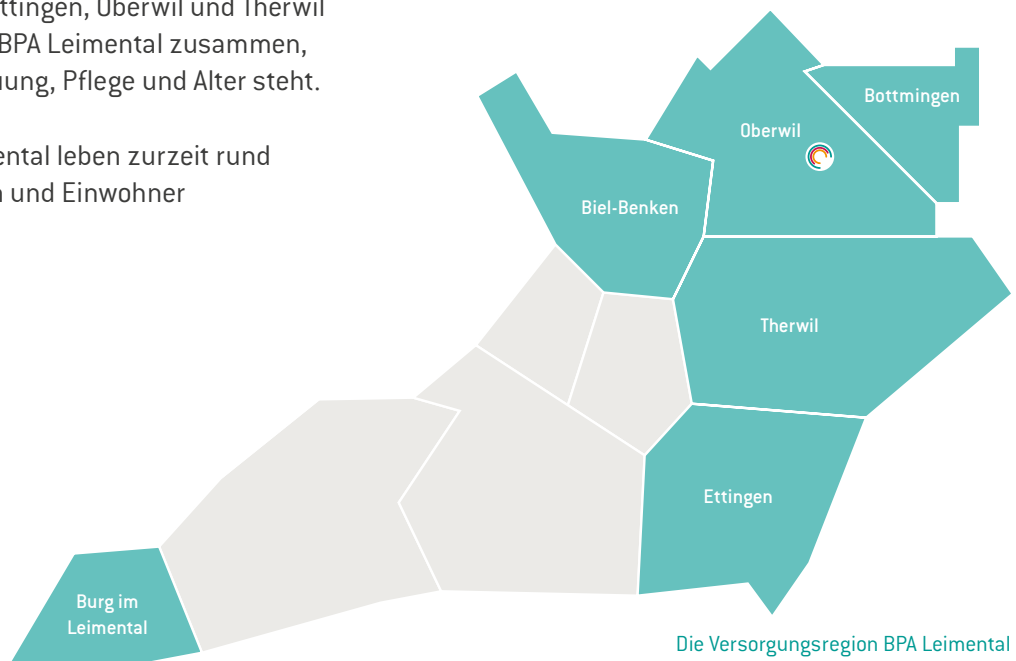 ttingen, Oberwil und Therwil
BPA Leimental zusammen,
uung, Pflege und Alter steht.
ental leben zurzeit rund
und Einwohner
Bottmingen
Oberwil
Biel-Benken
Therwil
Ettingen
Burg im
Leimental
Die Versorgungsregion BPA Leimental